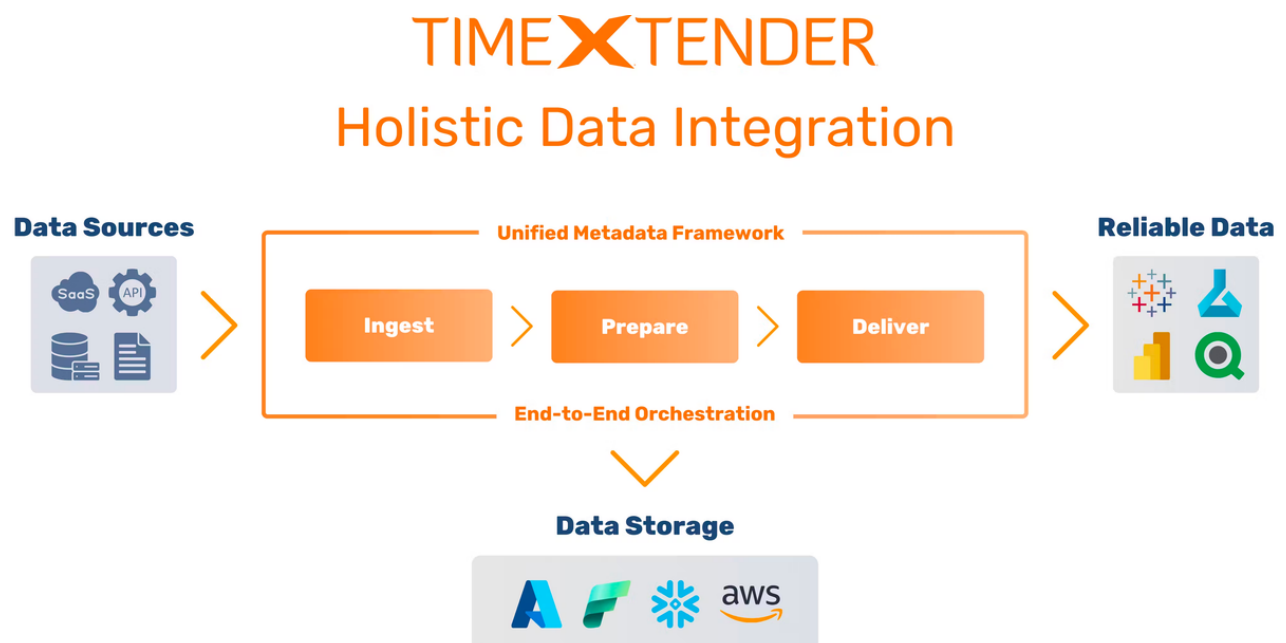 TIMEXTENDER
Holistic Data Integration
Data Sources
SaaS
API
Unified Metadata Framework
Ingest
Prepare
Deliver
End-to-End Orchestration
Reliable Data
Data Storage
aws